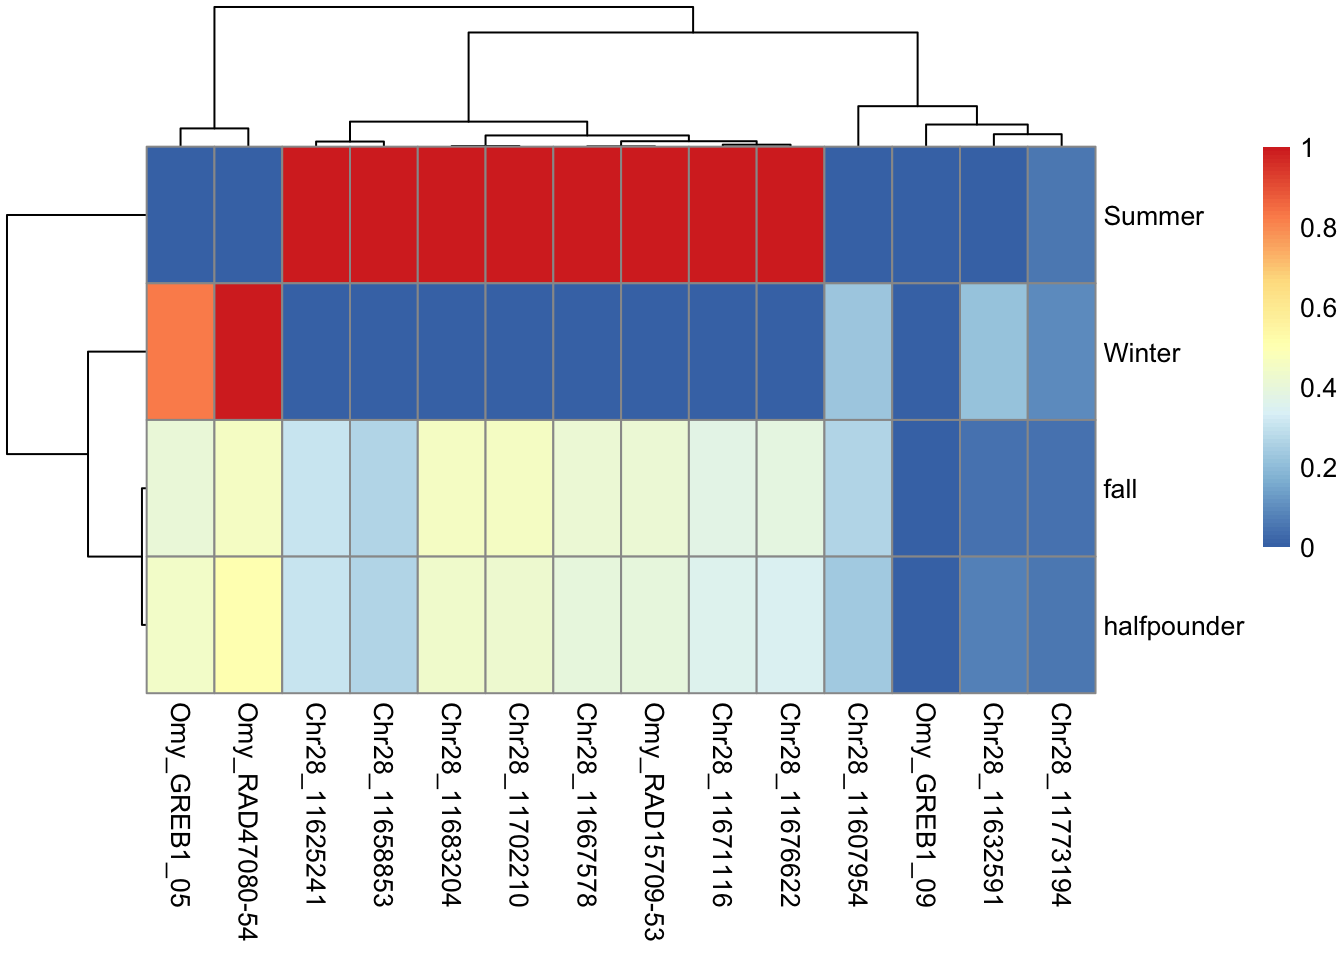 1
0.8
0.6
0.4
0.2
0
Summer
Winter
fall
halfpounder
Omy_GREB1_05
Omy_RAD47080-54
Chr28_11625241
Chr28_11658853
Chr28_11683204
Chr28_11702210
Chr28_11667578
Omy_RAD15709-53
Chr28_11671116
Chr28_11676622
Chr28_11607954
Omy_GREB1_09
Chr28_11632591
Chr28_11773194